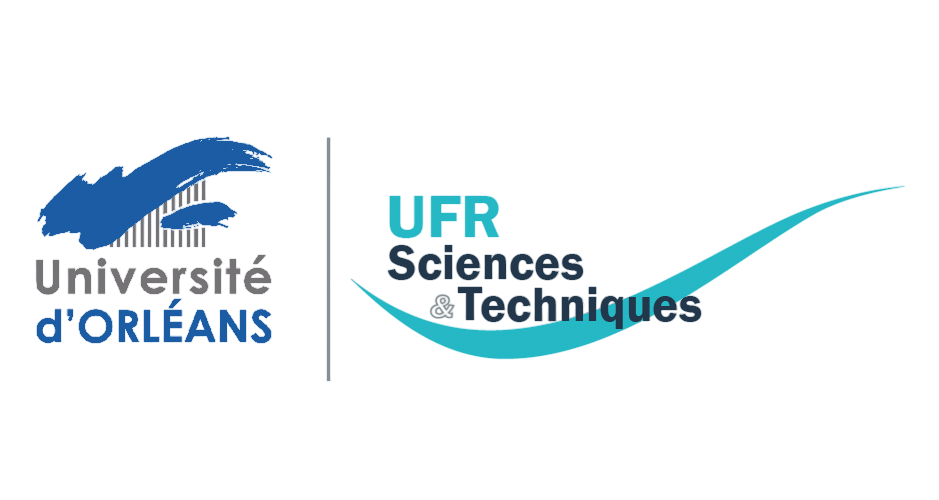 Université
d'ORLÉANS
UFR
Sciences
&Techniques